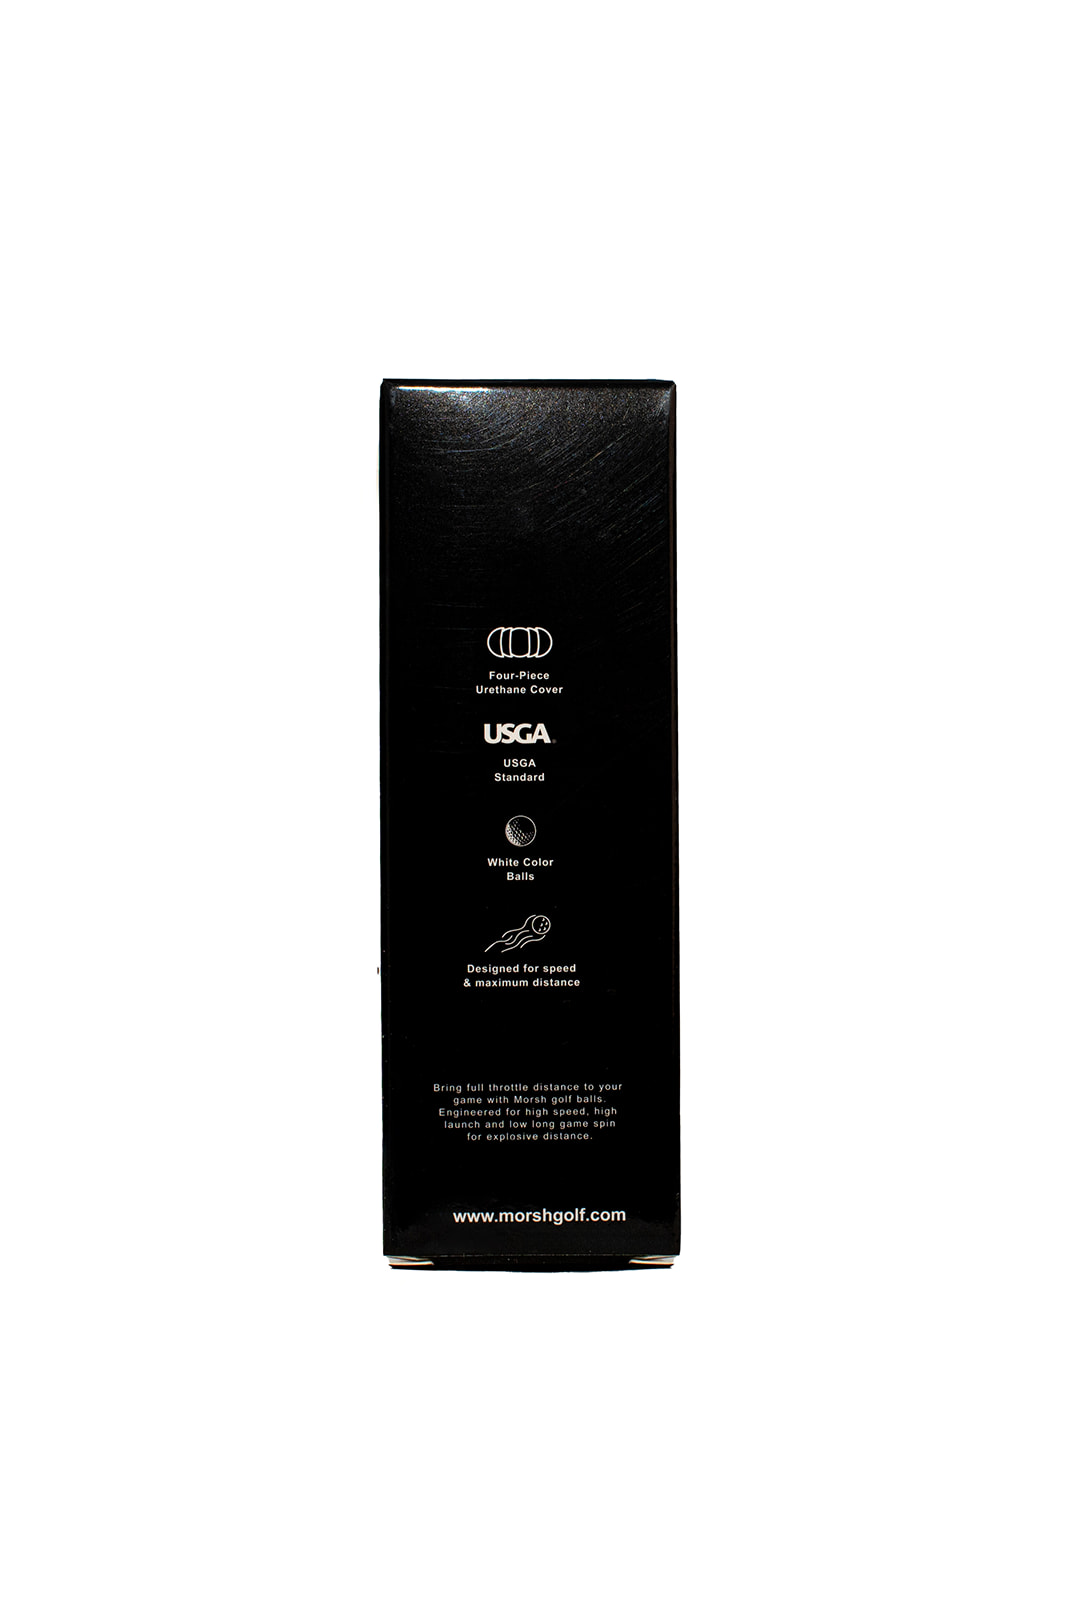 Four-Piece
Urethane Cover
USGA®
USGA
Standard
White Color
Balls
Designed for speed
& maximum distance
Bring full throttle distance to your
game with Morsh golf balls.
Engineered for high speed, high
launch and low long game spin
for explosive distance.
www.morshgolf.com